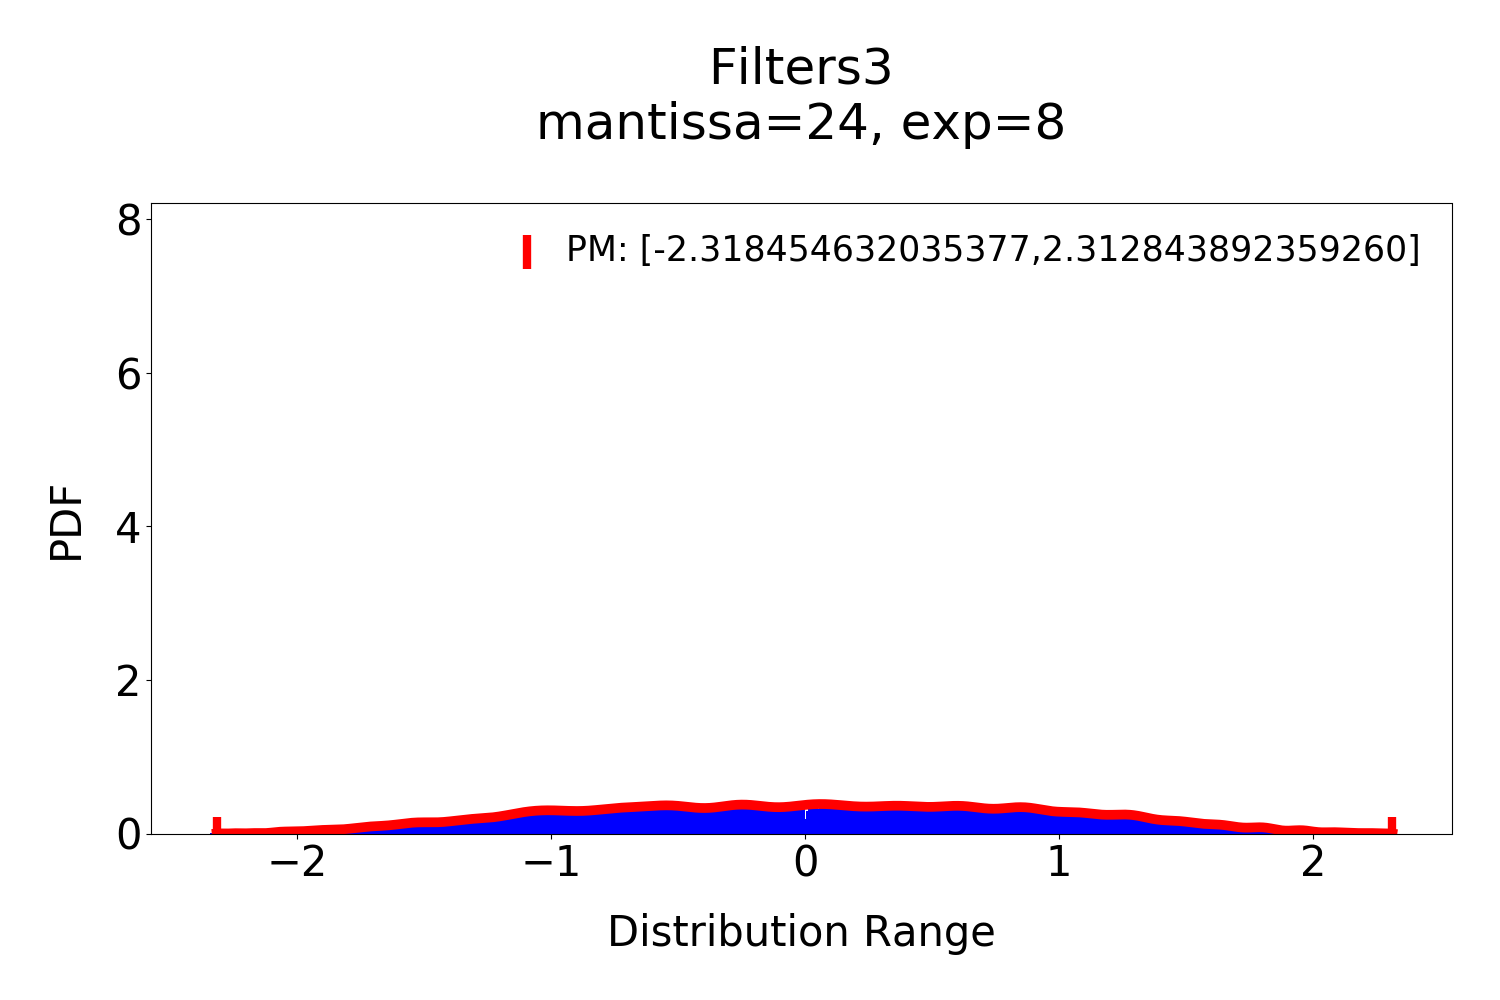 Filters3
mantissa=24, exp=8
PM: [-2.318454632035377,2.312843892359260]
8
6
4
2
0
PDF
−2
−1
0
1
2
Distribution Range